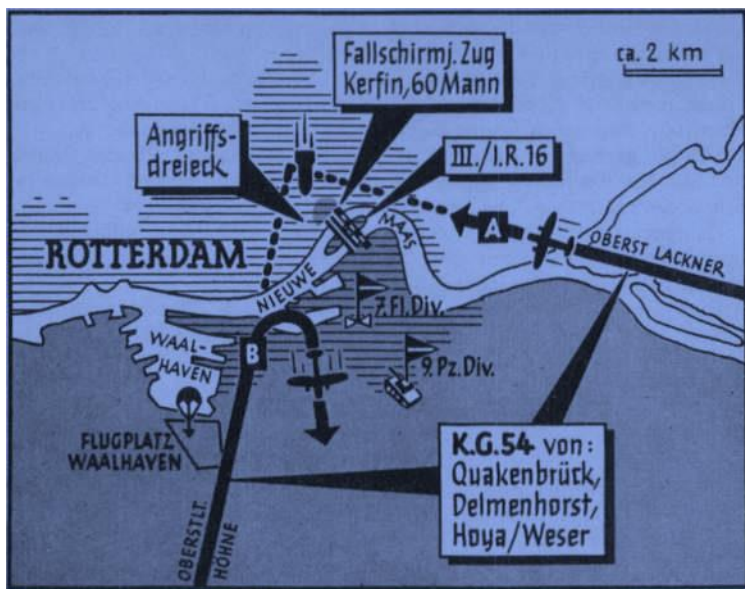 Fallschirmj. Zug
Kerfin, 60 Mann
ca. 2 km
Angriffs-
dreieck
III./I.R.16
A
OBERST LACKNER
MAAS
ROTTERDAM
NIEUWE
7. Fl. Div.
WAAL-
HAVEN
B
9. Pz. Div.
FLUGPLATZ
WAALHAVEN
K.G. 54 von:
Quakenbrück,
Delmenhorst,
Hoya/Weser
OBERSTLT.
HÖHNE